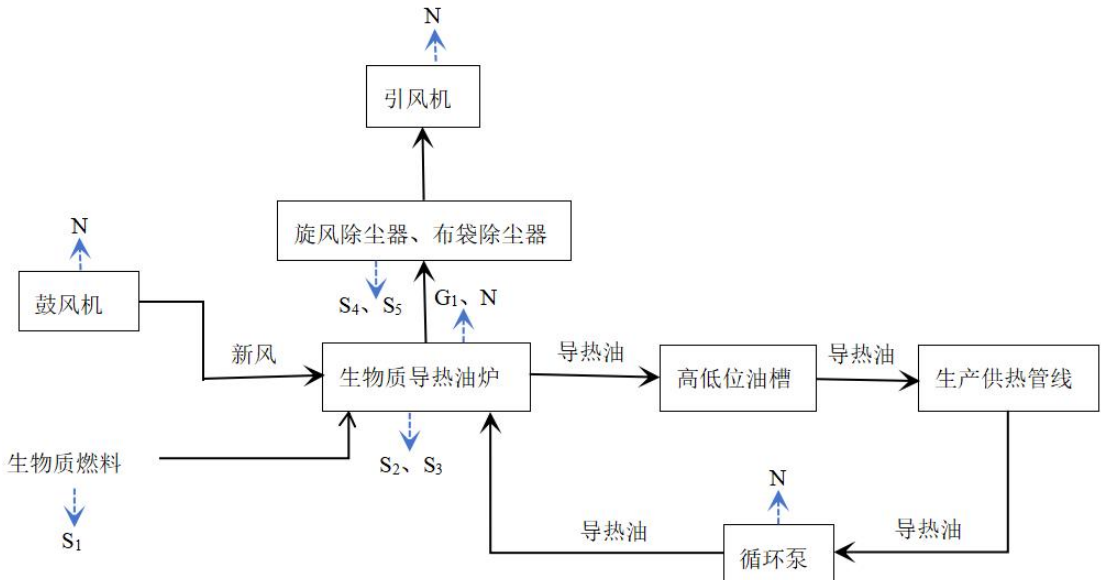 N
引风机
旋风除尘器、布袋除尘器
N
鼓风机
S₄、S₅
G₁、N
新风
生物质导热油炉
导热油
高低位油槽
导热油
生产供热管线
生物质燃料
S₁
S₂、S₃
N
导热油
循环泵
导热油